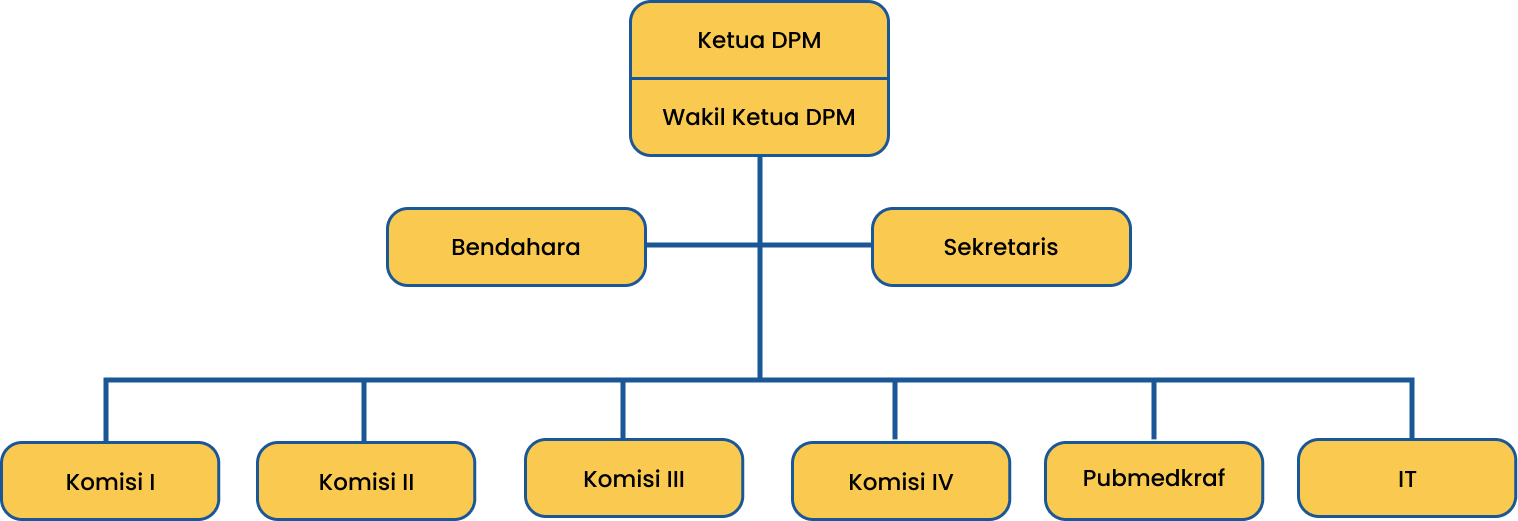 Ketua DPM
Wakil Ketua DPM
Bendahara
Sekretaris
Komisi I
Komisi II
Komisi III
Komisi IV
Pubmedkraf
IT